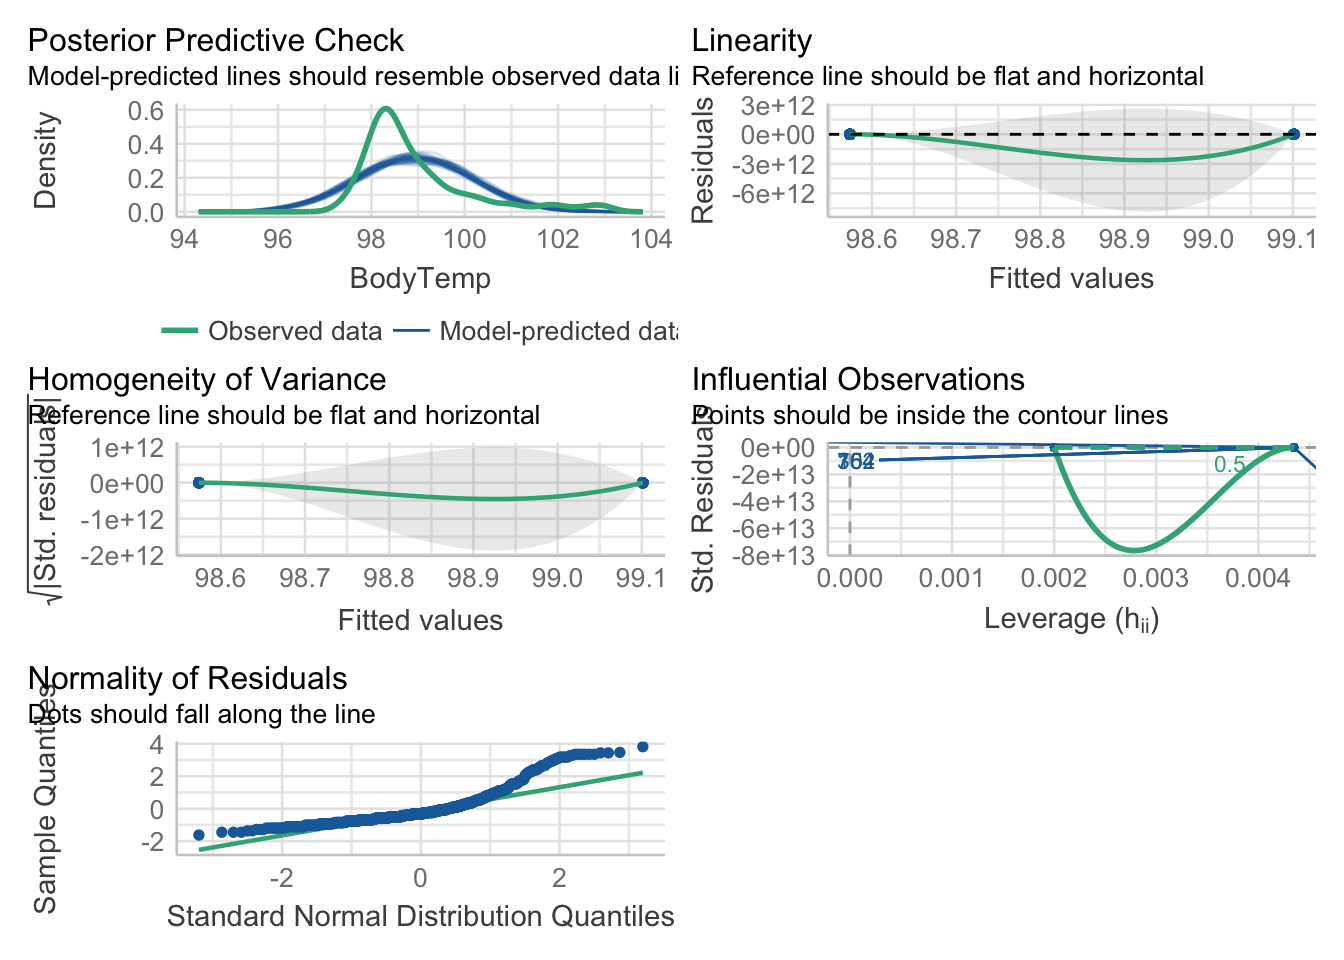 Posterior Predictive Check
Model-predicted lines should resemble observed data li
Density
0.6
0.4
0.2
0.0
94 96 98 100 102 104
BodyTemp
Observed data Model-predicted data
Linearity
Reference line should be flat and horizontal
Residuals
3e+12
0e+00
-3e+12
-6e+12
98.6 98.7 98.8 98.9 99.0 99.1
Fitted values
Homogeneity of Variance
Reference line should be flat and horizontal
√|Std. residuals|
1e+12
0e+00
-1e+12
-2e+12
98.6 98.7 98.8 98.9 99.0 99.1
Fitted values
Influential Observations
Points should be inside the contour lines
Std. Residuals
0e+00
-2e+13
-4e+13
-6e+13
-8e+13
0.5
0.000 0.001 0.002 0.003 0.004
Leverage (hii)
Normality of Residuals
Dots should fall along the line
Sample Quantiles
4
2
0
-2
-2 0 2
Standard Normal Distribution Quantiles